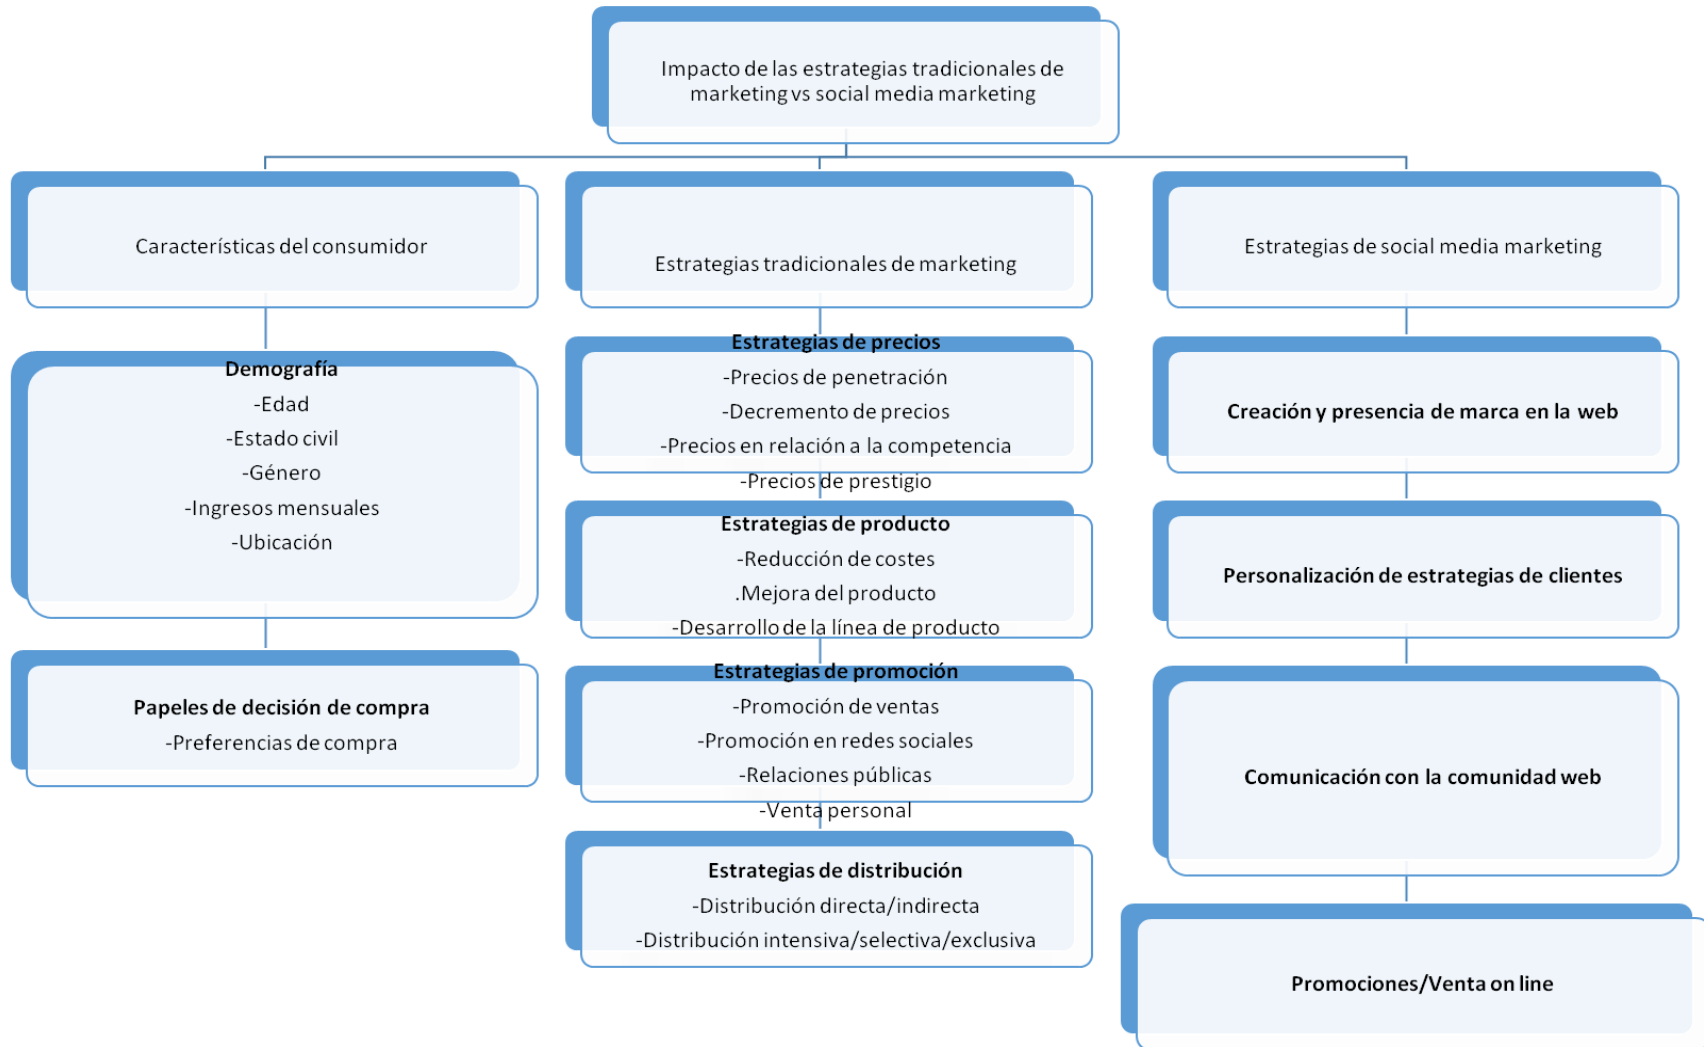 Impacto de las estrategias tradicionales de
marketing vs social media marketing
Características del consumidor
Demografía
-Edad
-Estado civil
-Género
-Ingresos mensuales
-Ubicación
Papeles de decisión de compra
-Preferencias de compra
Estrategias tradicionales de marketing
Estrategias de precios
-Precios de penetración
-Decremento de precios
-Precios en relación a la competencia
-Precios de prestigio
Estrategias de producto
-Reducción de costes
.Mejora del producto
-Desarrollo de la línea de producto
Estrategias de promoción
-Promoción de ventas
-Promoción en redes sociales
-Relaciones públicas
-Venta personal
Estrategias de distribución
-Distribución directa/indirecta
-Distribución intensiva/selectiva/exclusiva
Estrategias de social media marketing
Creación y presencia de marca en la web
Personalización de estrategias de clientes
Comunicación con la comunidad web
Promociones/Venta on line